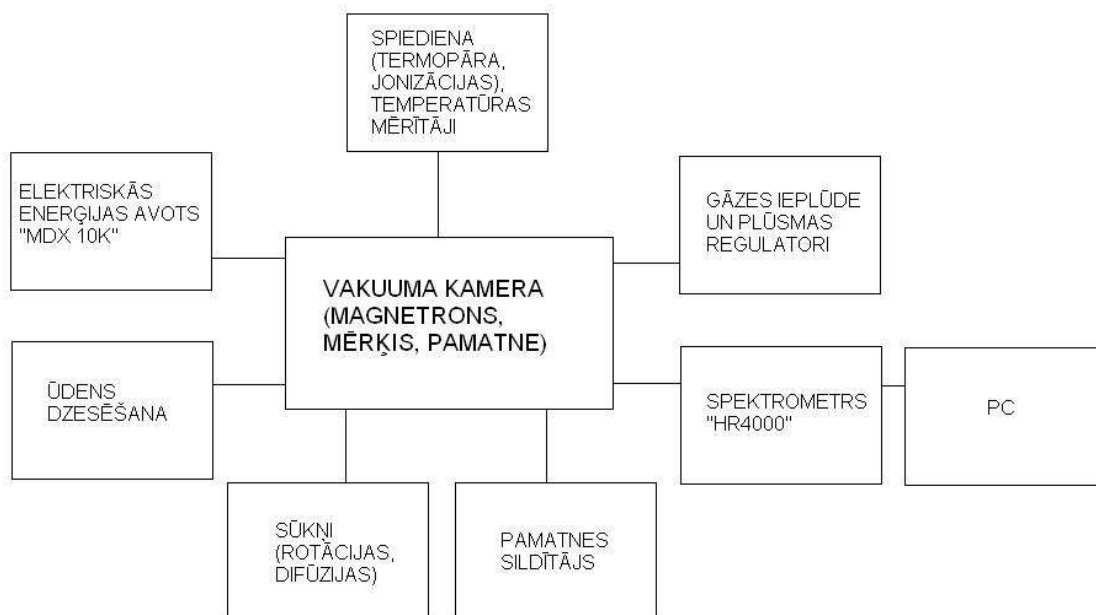 SPIEDIENA
(TERMOPĀRA,
JONIZĀCIJAS),
TEMPERATŪRAS
MĒRĪTĀJI
ELEKTRISKĀS
ENERĢIJAS AVOTS
"MDX 10K"
GĀZES IEPLŪDE
UN PLŪSMAS
REGULATORI
VAKUUMA KAMERA
(MAGNETRONS,
MĒRĶIS, PAMATNE)
ŪDENS
DZESĒŠANA
SPEKTROMETRS
"HR4000"
PC
SŪKŅI
(ROTĀCIJAS,
DIFŪZIJAS)
PAMATNES
SILDĪTĀJS